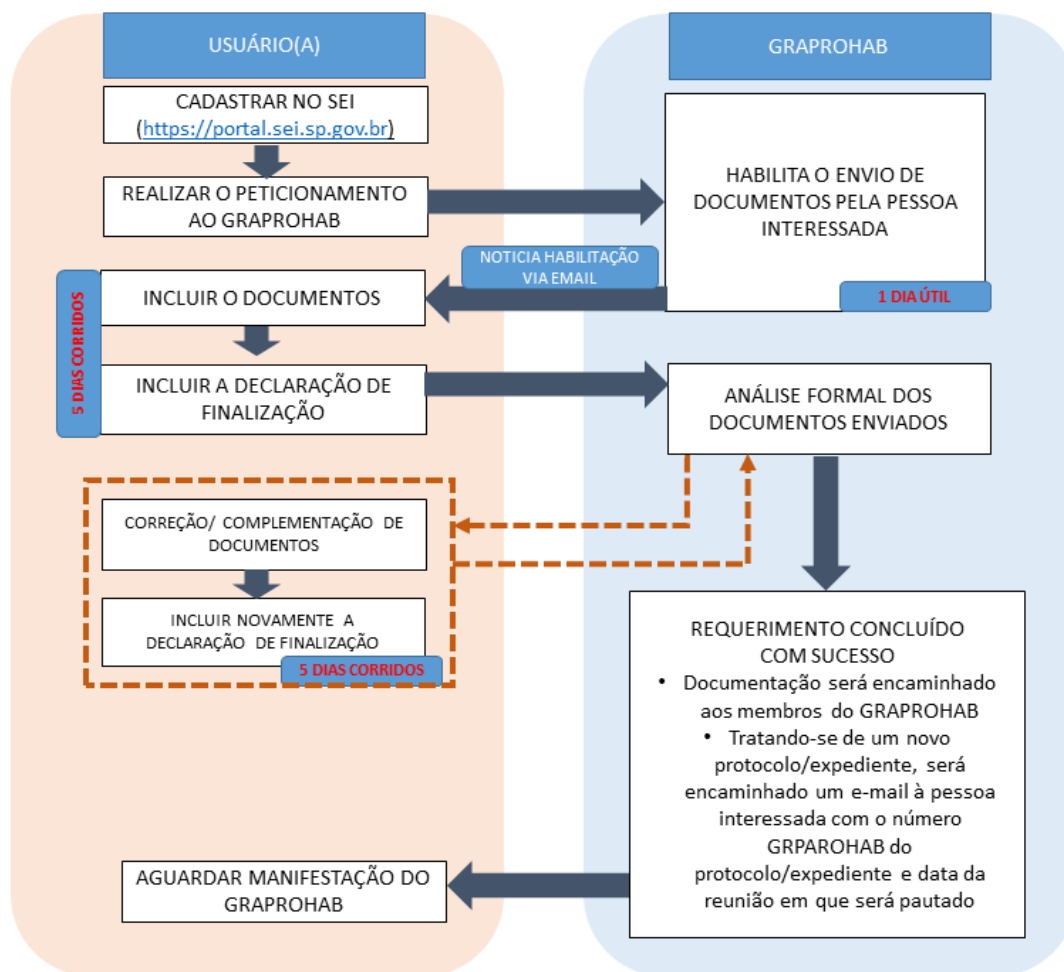 USUÁRIO(A)
GRAPROHAB
CADASTRAR NO SEI
(https://portal.sei.sp.gov.br)
REALIZAR O PETICIONAMENTO
AO GRAPROHAB
HABILITA O ENVIO DE
DOCUMENTOS PELA PESSOA
INTERESSADA
1 DIA ÚTIL
NOTICIA HABILITAÇÃO
VIA EMAIL
5 DIAS CORRIDOS
INCLUIR O DOCUMENTOS
INCLUIR A DECLARAÇÃO DE
FINALIZAÇÃO
ANÁLISE FORMAL DOS
DOCUMENTOS ENVIADOS
CORREÇÃO/ COMPLEMENTAÇÃO DE
DOCUMENTOS
INCLUIR NOVAMENTE A
DECLARAÇÃO DE FINALIZAÇÃO
5 DIAS CORRIDOS
REQUERIMENTO CONCLUÍDO
COM SUCESSO
• Documentação será encaminhado
aos membros do GRAPROHAB
• Tratando-se de um novo
protocolo/expediente, será
encaminhado um e-mail à pessoa
interessada com o número
GRPAROHAB do
protocolo/expediente e data da
reunião em que será pautado
AGUARDAR MANIFESTAÇÃO DO
GRAPROHAB